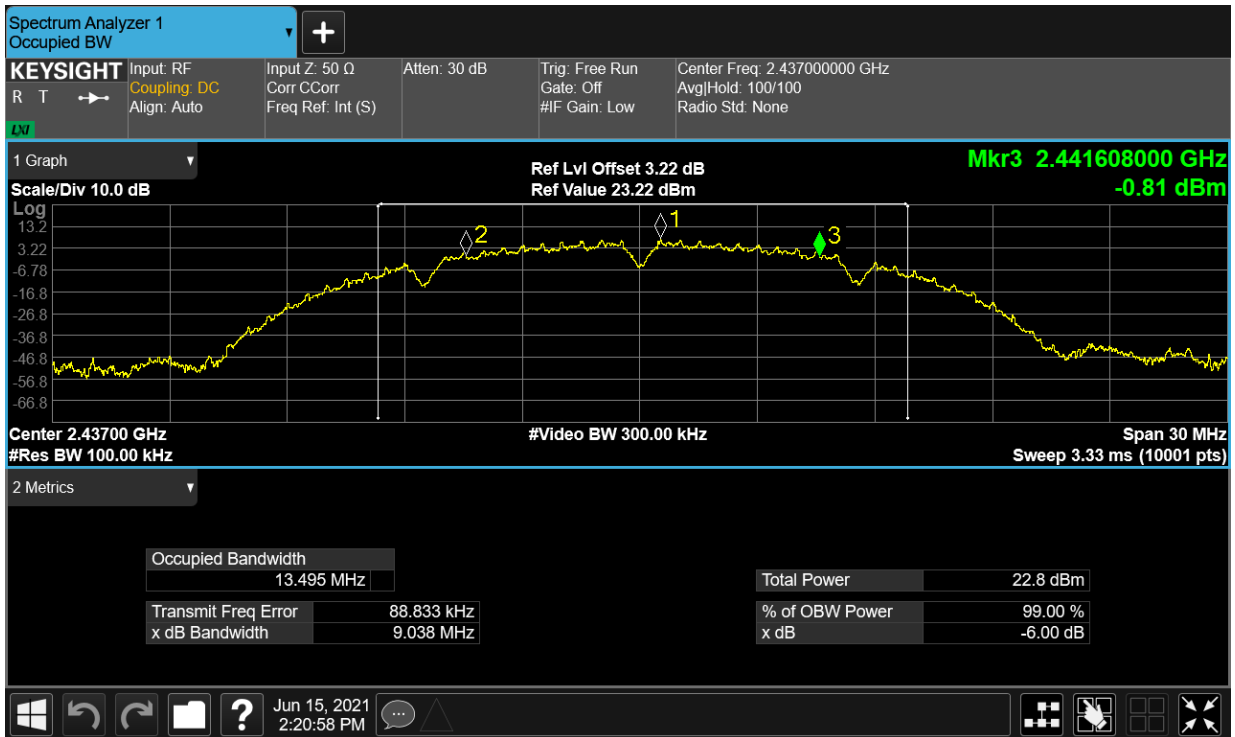 Spectrum Analyzer 1
Occupied BW
+
KEYSIGHT Input: RF Input Z: 50 Ω Atten: 30 dB Trig: Free Run Center Freq: 2.437000000 GHz
R T Coupling: DC Corr CCorr Gate: Off Avg|Hold: 100/100
Align: Auto Freq Ref: Int (S) #IF Gain: Low Radio Std: None
LXI
1 Graph
Ref Lvl Offset 3.22 dB
Mkr3 2.441608000 GHz
Scale/Div 10.0 dB
Ref Value 23.22 dBm
-0.81 dBm
Log
13.2
3.22
-6.78
-16.8
-26.8
-36.8
-46.8
-56.8
-66.8
2
1
3
Center 2.43700 GHz #Video BW 300.00 kHz Span 30 MHz
#Res BW 100.00 kHz Sweep 3.33 ms (10001 pts)
2 Metrics
Occupied Bandwidth
13.495 MHz Total Power 22.8 dBm
Transmit Freq Error 88.833 kHz % of OBW Power 99.00 %
x dB Bandwidth 9.038 MHz x dB -6.00 dB
?
Jun 15, 2021
2:20:58 PM